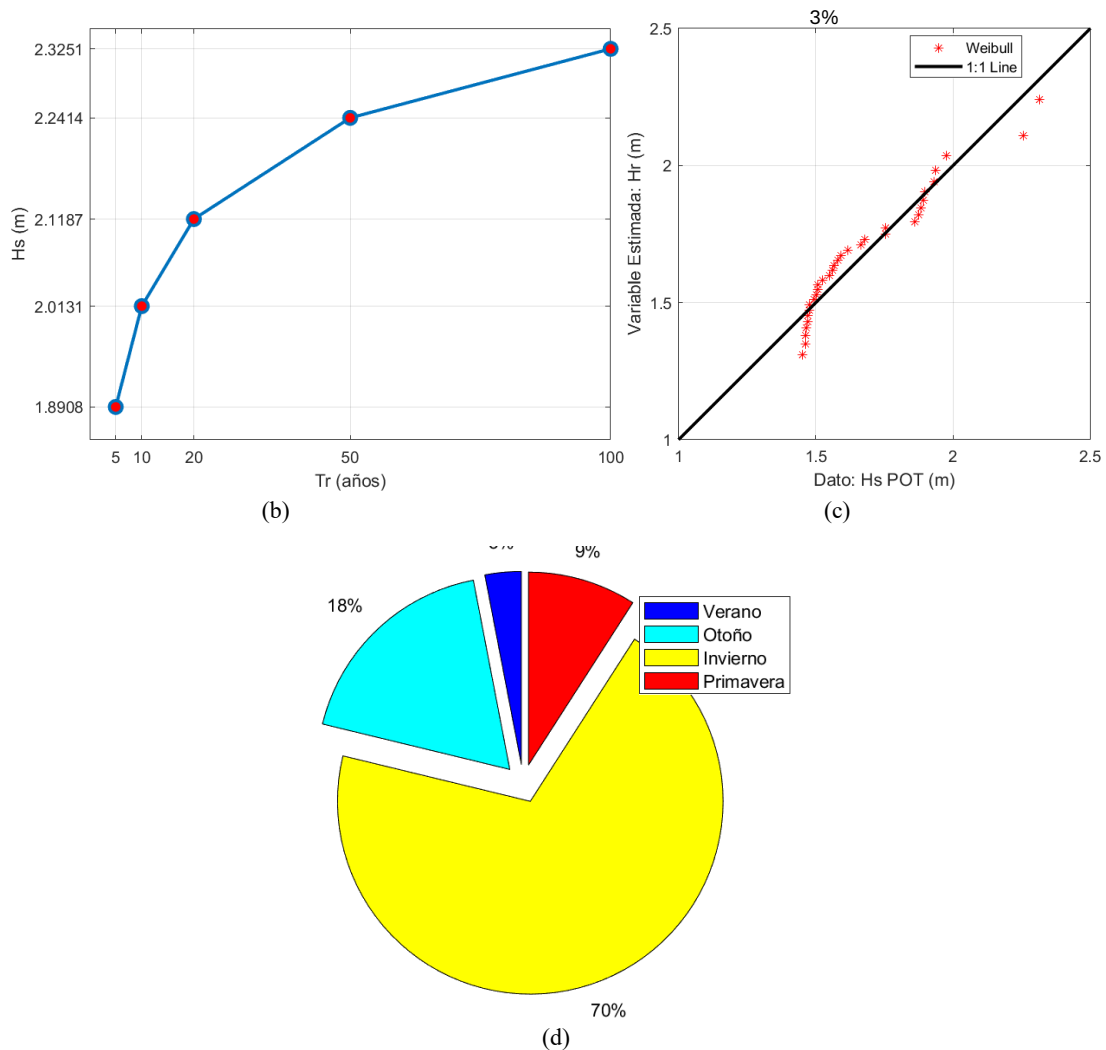 3%
2.3251
2.2414
2.1187
2.0131
1.8908
Hs (m)
5 10 20 50 100
Tr (años)
(b)
2.5
2
1.5
1
Variable Estimada: Hr (m)
Weibull
1:1 Line
1 1.5 2 2.5
Dato: Hs POT (m)
(c)
9%
18%
Verano
Otoño
Invierno
Primavera
70%
(d)